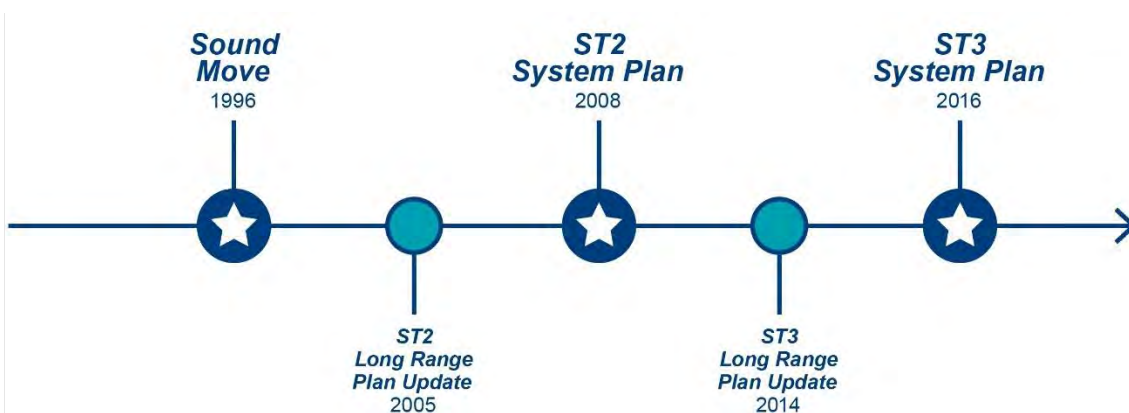 Sound
Move
1996
ST2
System Plan
2008
ST3
System Plan
2016
ST2
Long Range
Plan Update
2005
ST3
Long Range
Plan Update
2014